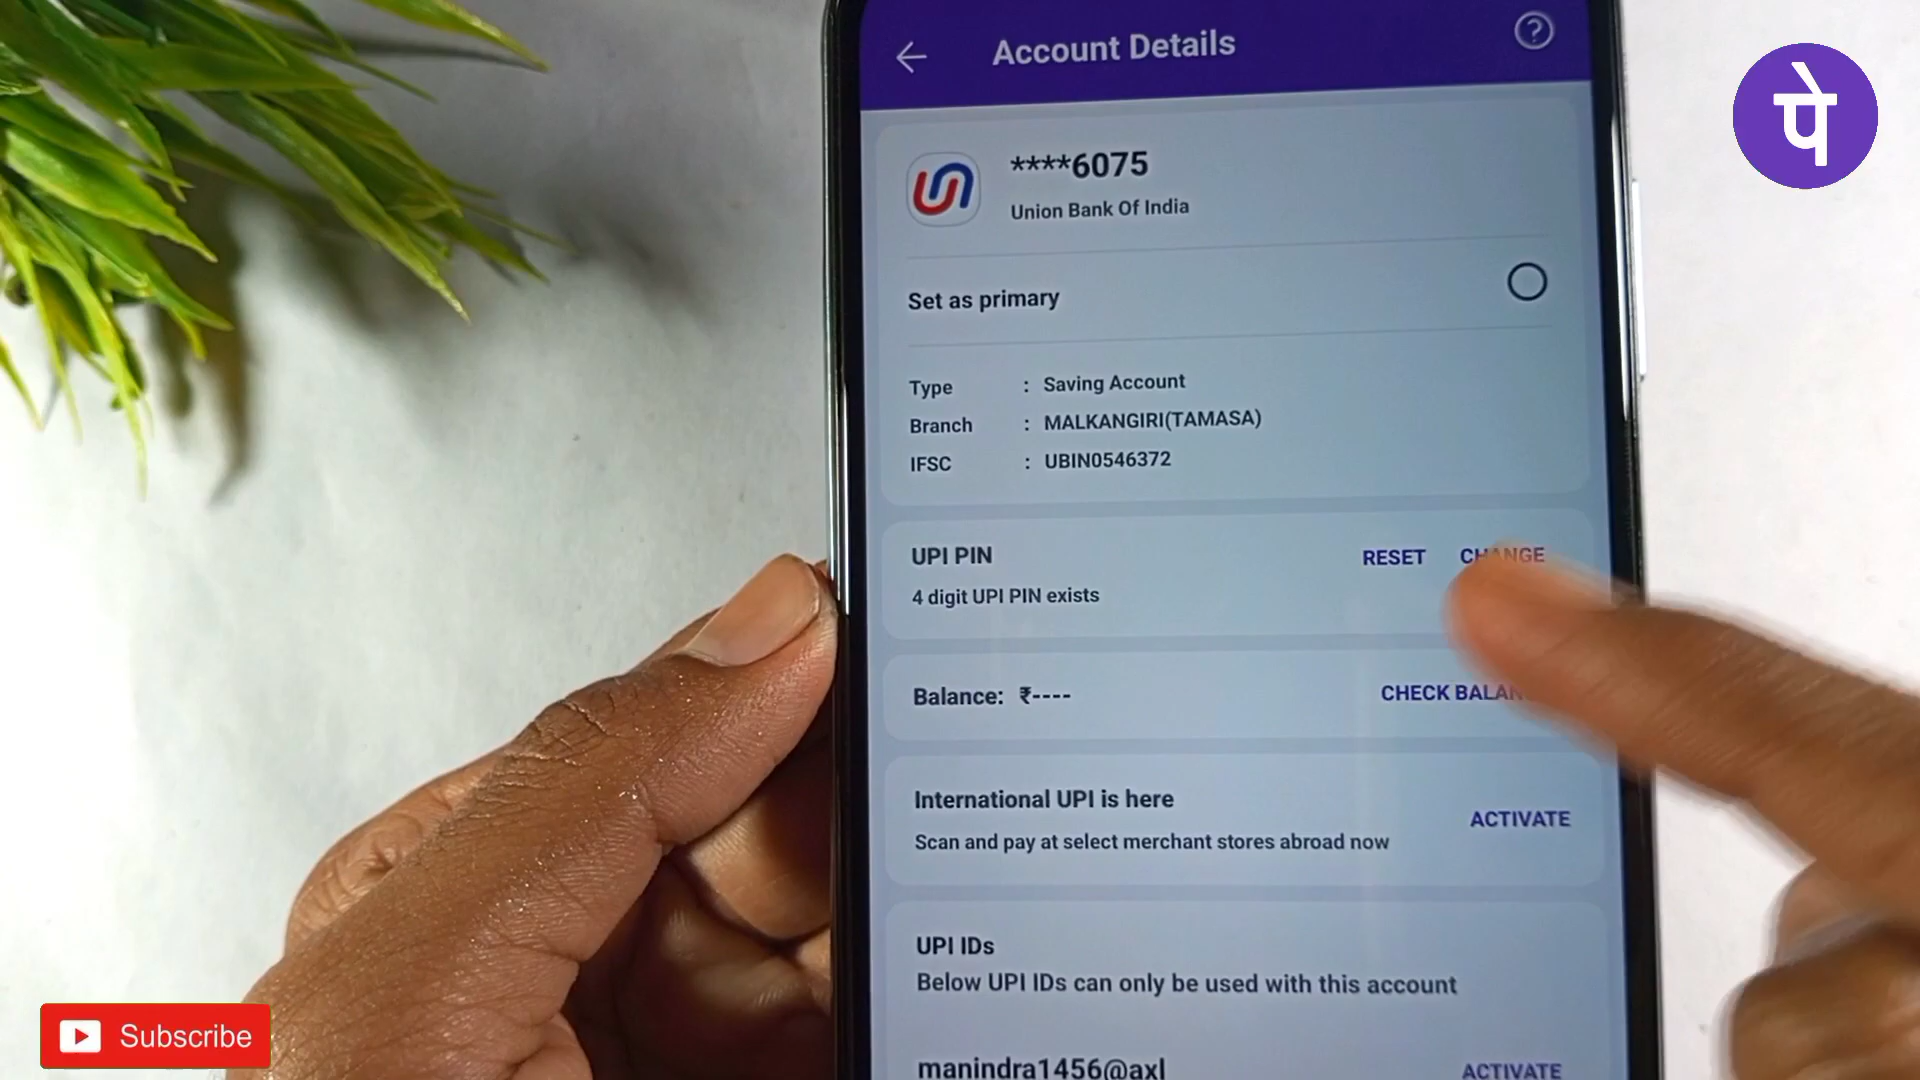 Account Details
?
पे
****6075
Union Bank Of India
Set as primary
Type : Saving Account
Branch : MALKANGIRI(TAMASA)
IFSC : UBIN0546372
UPI PIN RESET CHANGE
4 digit UPI PIN exists
Balance: ₹---- CHECK
International UPI is here
ACTIVATE
Scan and pay at select merchant stores abroad now
UPI IDs
Below UPI IDs can only be used with this account
Subscribe
manindra1456@axl ACTIVATE